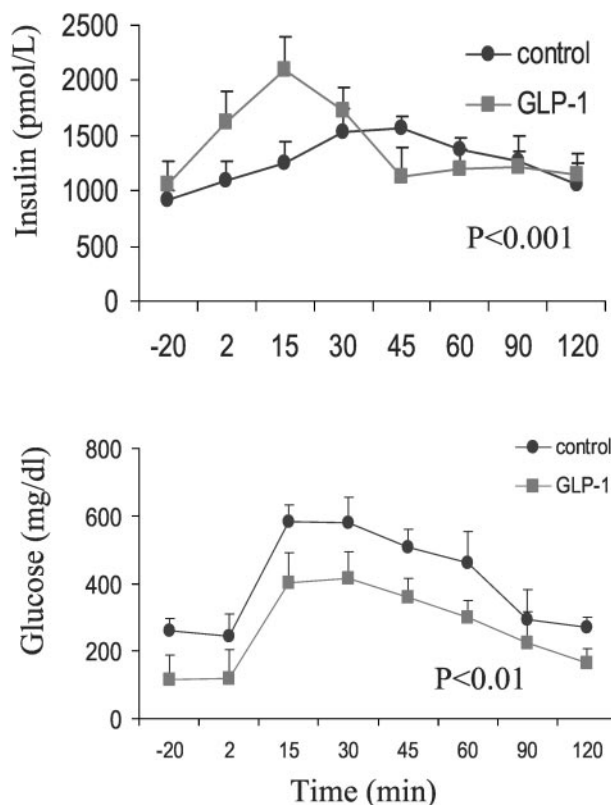 Insulin (pmol/L)
2500
2000
1500
1000
500
0
control
GLP-1
P<0.001
-20 2 15 30 45 60 90 120
Glucose (mg/dl)
800
600
400
200
0
control
GLP-1
P<0.01
-20 2 15 30 45 60 90 120
Time (min)